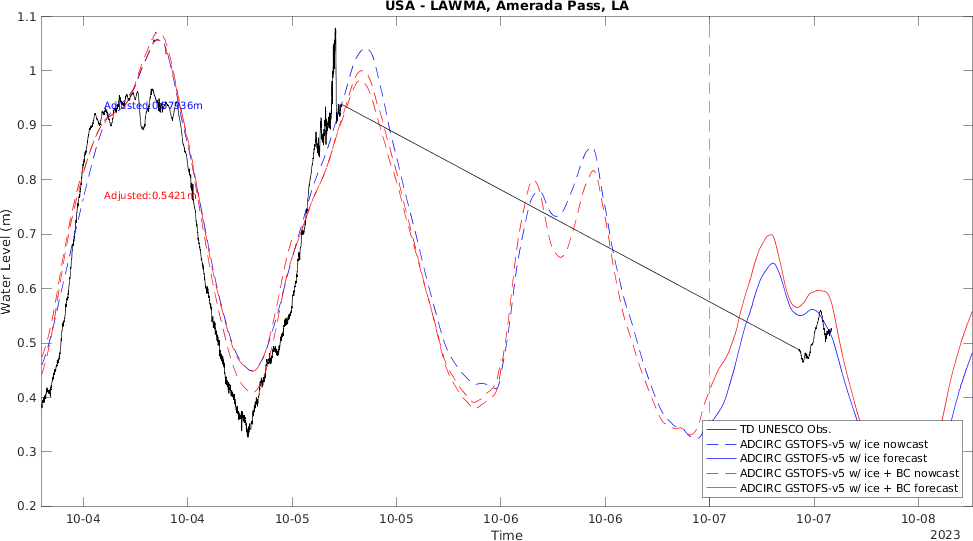 USA - LAWMA, Amerada Pass, LA
1.1
1
0.9
0.8
0.7
0.6
0.5
0.4
0.3
0.2
Water Level (m)
Adjusted:0.5421m
TD UNESCO Obs.
ADCIRC GSTOFS-v5 w/ ice nowcast
ADCIRC GSTOFS-v5 w/ ice forecast
ADCIRC GSTOFS-v5 w/ ice + BC nowcast
ADCIRC GSTOFS-v5 w/ ice + BC forecast
10-04 10-04 10-05 10-05 10-06 10-06 10-07 10-07 10-08
Time
2023